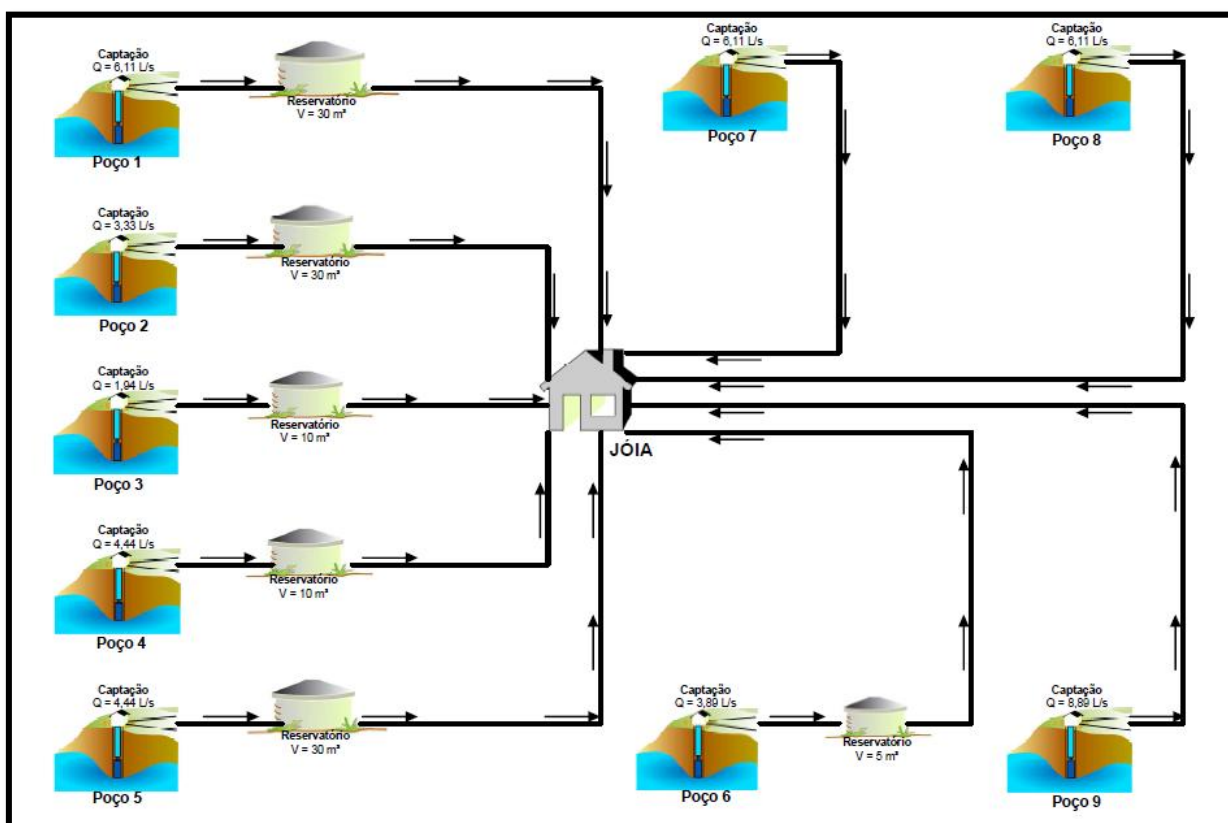 Captação
Q = 6,11 L/s
Poço 1
Reservatório
V = 30 m³
Captação
Q = 6,11 L/s
Poço 7
Captação
Q = 6,11 L/s
Poço 8
Captação
Q = 3,33 L/s
Poço 2
Reservatório
V = 30 m³
Captação
Q = 1,94 L/s
Poço 3
Reservatório
V = 10 m³
JÓIA
Captação
Q = 4,44 L/s
Poço 4
Reservatório
V = 10 m³
Captação
Q = 4,44 L/s
Poço 5
Reservatório
V = 30 m³
Captação
Q = 3,89 L/s
Poço 6
Reservatório
V = 5 m³
Captação
Q = 8,89 L/s
Poço 9